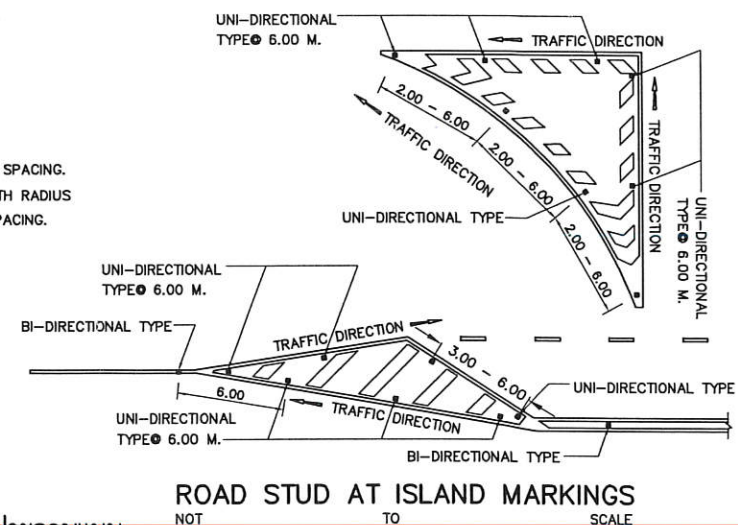 UNI-DIRECTIONAL
TYPE@ 6.00 M.
TRAFFIC DIRECTION
2.00 - 6.00
TRAFFIC DIRECTION
TRAFFIC DIRECTION
SPACING.
TH RADIUS
PACING.
2.00 - 6.00
UNI-DIRECTIONAL TYPE
2.00 - 6.00
UNI-DIRECTIONAL
TYPE@ 6.00 M.
UNI-DIRECTIONAL
TYPE@ 6.00 M.
BI-DIRECTIONAL TYPE
TRAFFIC DIRECTION
3.00 - 6.00
6.00
TRAFFIC DIRECTION
UNI-DIRECTIONAL TYPE
UNI-DIRECTIONAL
TYPE@ 6.00 M.
BI-DIRECTIONAL TYPE
ROAD STUD AT ISLAND MARKINGS
NOT TO SCALE